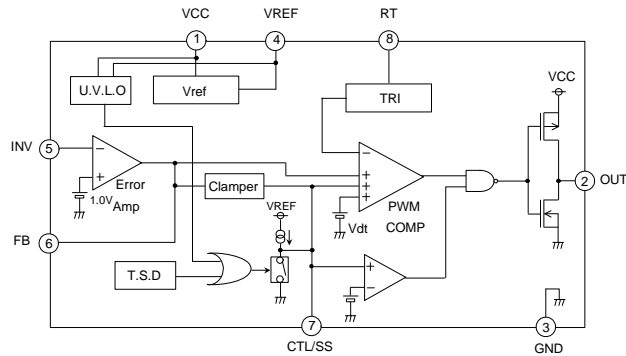 VCC VREF RT
1 4 8
U.V.L.O Vref TRI VCC
INV 5 − + Error Amp 1.0V
− + + + PWM COMP
Clamper
2 OUT
VREF Vdt
FB 6
T.S.D
+ −
7 CTL/SS
3 GND